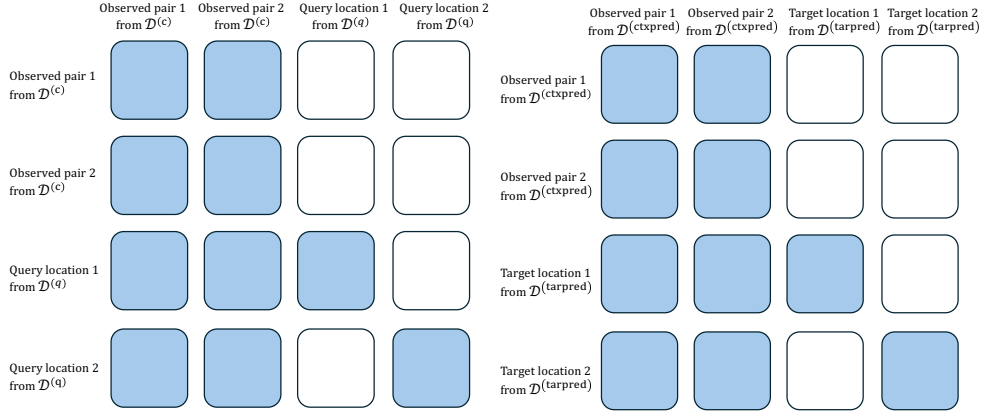 Observed pair 1
from 𝒟(c)
Observed pair 2
from 𝒟(c)
Query location 1
from 𝒟(q)
Query location 2
from 𝒟(q)
Observed pair 1
from 𝒟(c)
Observed pair 2
from 𝒟(c)
Query location 1
from 𝒟(q)
Query location 2
from 𝒟(q)
Observed pair 1
from 𝒟(ctxpred)
Observed pair 2
from 𝒟(ctxpred)
Target location 1
from 𝒟(tarpred)
Target location 2
from 𝒟(tarpred)
Observed pair 1
from 𝒟(ctxpred)
Observed pair 2
from 𝒟(ctxpred)
Target location 1
from 𝒟(tarpred)
Target location 2
from 𝒟(tarpred)